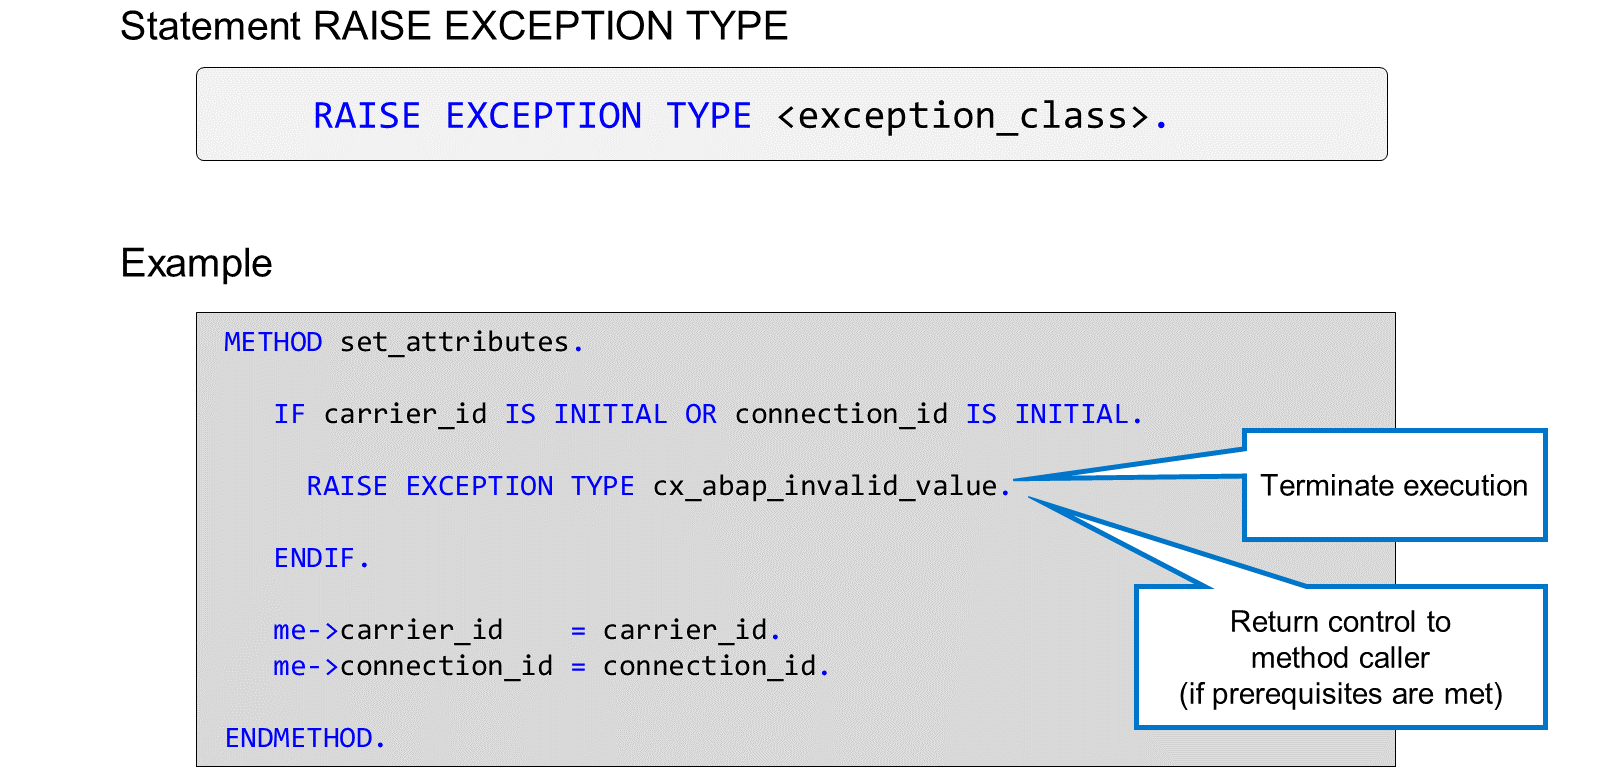 Statement RAISE EXCEPTION TYPE
RAISE EXCEPTION TYPE <exception_class>.
Example
METHOD set_attributes.
IF carrier_id IS INITIAL OR connection_id IS INITIAL.
RAISE EXCEPTION TYPE cx_abap_invalid_value.
Terminate execution
ENDIF.
Return control to
method caller
(if prerequisites are met)
me->carrier_id    = carrier_id.
me->connection_id = connection_id.
ENDMETHOD.